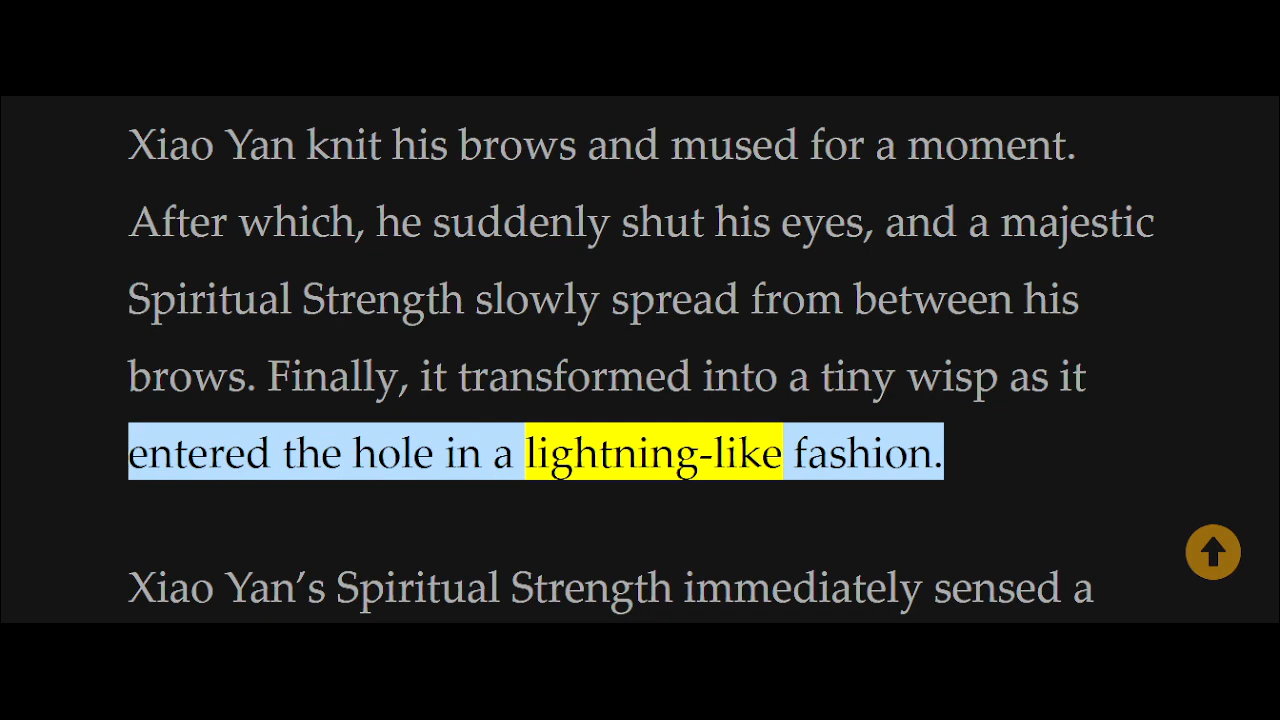 Xiao Yan knit his brows and mused for a moment.
After which, he suddenly shut his eyes, and a majestic
Spiritual Strength slowly spread from between his
brows. Finally, it transformed into a tiny wisp as it
entered the hole in a lightning-like fashion.
Xiao Yan’s Spiritual Strength immediately sensed a